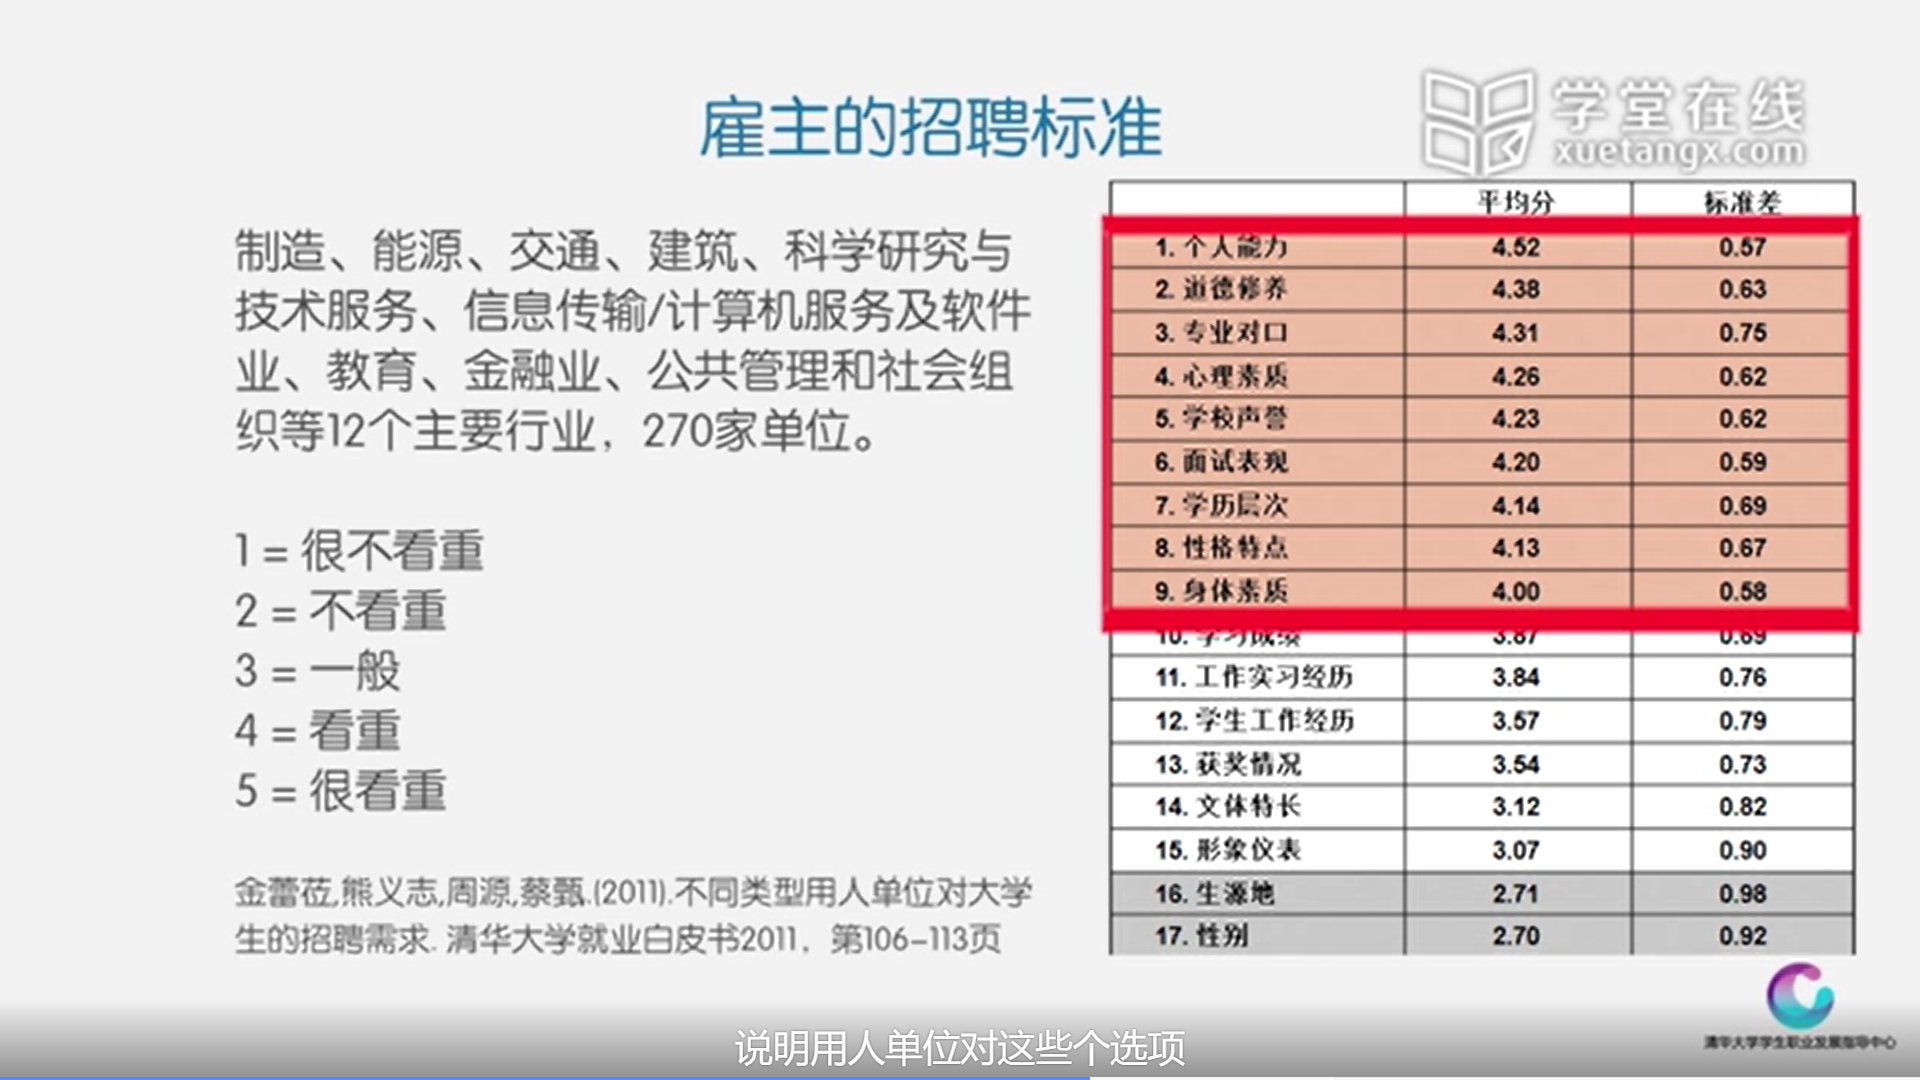 雇主的招聘标准
学堂在线
xuetangx.com
制造、能源、交通、建筑、科学研究与
技术服务、信息传输/计算机服务及软件
业、教育、金融业、公共管理和社会组
织等12个主要行业，270家单位。
1 = 很不看重
2 = 不看重
3 = 一般
4 = 看重
5 = 很看重
金蕾莅,熊义志,周源,蔡甄.(2011).不同类型用人单位对大学
生的招聘需求. 清华大学就业白皮书2011，第106-113页
平均分 标准差
1. 个人能力 4.52 0.57
2. 道德修养 4.38 0.63
3. 专业对口 4.31 0.75
4. 心理素质 4.26 0.62
5. 学校声誉 4.23 0.62
6. 面试表现 4.20 0.59
7. 学历层次 4.14 0.69
8. 性格特点 4.13 0.67
9. 身体素质 4.00 0.58
10. 学习成绩 3.87 0.69
11. 工作实习经历 3.84 0.76
12. 学生工作经历 3.57 0.79
13. 获奖情况 3.54 0.73
14. 文体特长 3.12 0.82
15. 形象仪表 3.07 0.90
16. 生源地 2.71 0.98
17. 性别 2.70 0.92
清华大学学生职业发展指导中心
说明用人单位对这些个选项